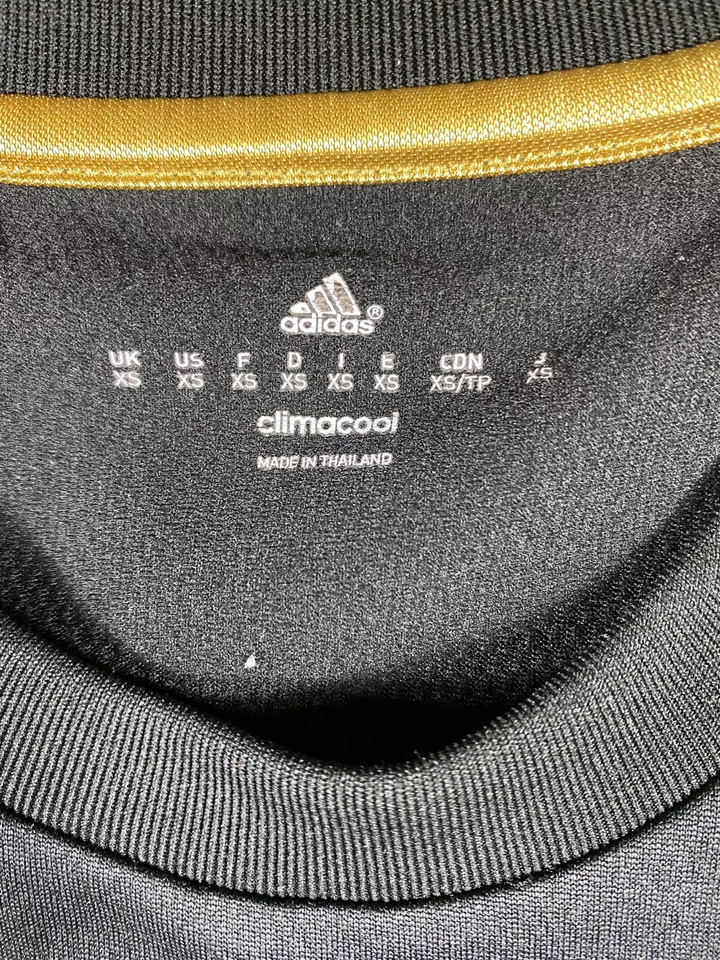 adidas®
UK US F D I E CDN J
XS XS XS XS XS XS XS/TP XS
climacool
MADE IN THAILAND